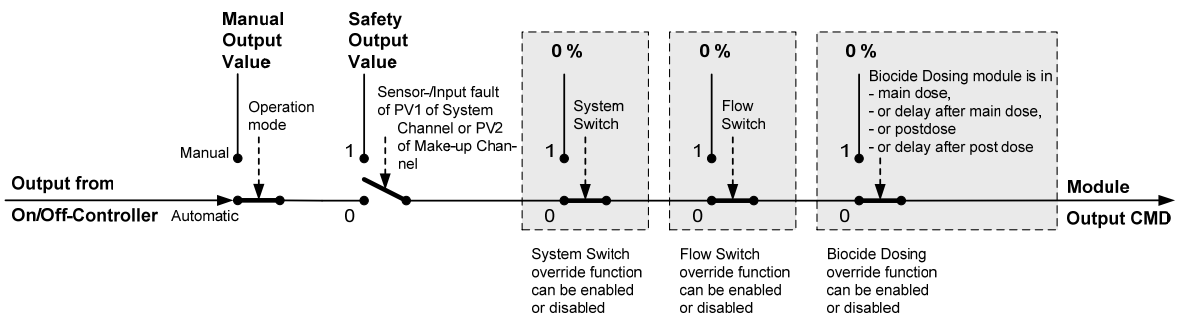 Manual
Output
Value
Safety
Output
Value
0 %
0 %
0 %
Operation
mode
Sensor-/Input fault
of PV1 of System
Channel or PV2
of Make-up Chan-
nel
System
Switch
Flow
Switch
Biocide Dosing module is in
- main dose,
- or delay after main dose,
- or postdose
- or delay after post dose
Manual
1
1
1
1
Output from
On/Off-Controller
Automatic
0
0
0
0
Module
Output CMD
System Switch
override function
can be enabled
or disabled
Flow Switch
override function
can be enabled
or disabled
Biocide Dosing
override function
can be enabled
or disabled